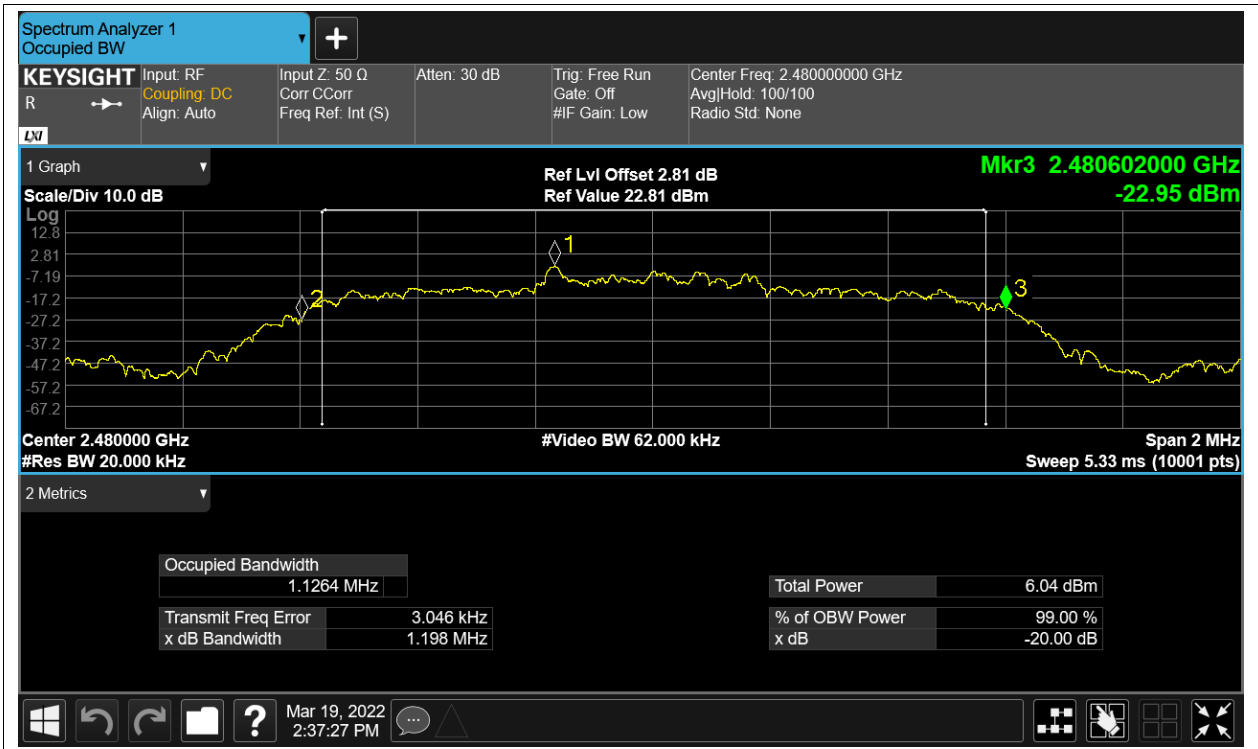 Spectrum Analyzer 1
Occupied BW
KEYSIGHT
R
LXI
Input: RF
Coupling: DC
Align: Auto
Input Z: 50 Ω
Corr CCorr
Freq Ref: Int (S)
Atten: 30 dB
Trig: Free Run
Gate: Off
#IF Gain: Low
Center Freq: 2.480000000 GHz
Avg|Hold: 100/100
Radio Std: None
1 Graph
Scale/Div 10.0 dB
Ref Lvl Offset 2.81 dB
Ref Value 22.81 dBm
Mkr3 2.480602000 GHz
-22.95 dBm
Log
12.8
2.81
-7.19
-17.2
-27.2
-37.2
-47.2
-57.2
-67.2
1
2
3
Center 2.480000 GHz
#Res BW 20.000 kHz
#Video BW 62.000 kHz
Span 2 MHz
Sweep 5.33 ms (10001 pts)
2 Metrics
Occupied Bandwidth
1.1264 MHz
Transmit Freq Error 3.046 kHz
x dB Bandwidth 1.198 MHz
Total Power 6.04 dBm
% of OBW Power 99.00 %
x dB -20.00 dB
?
Mar 19, 2022
2:37:27 PM